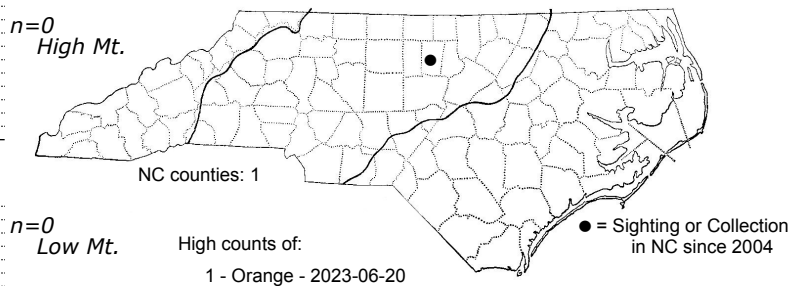 n=0
High Mt.
NC counties: 1
n=0
Low Mt.
High counts of:
1 - Orange - 2023-06-20
● = Sighting or Collection
in NC since 2004